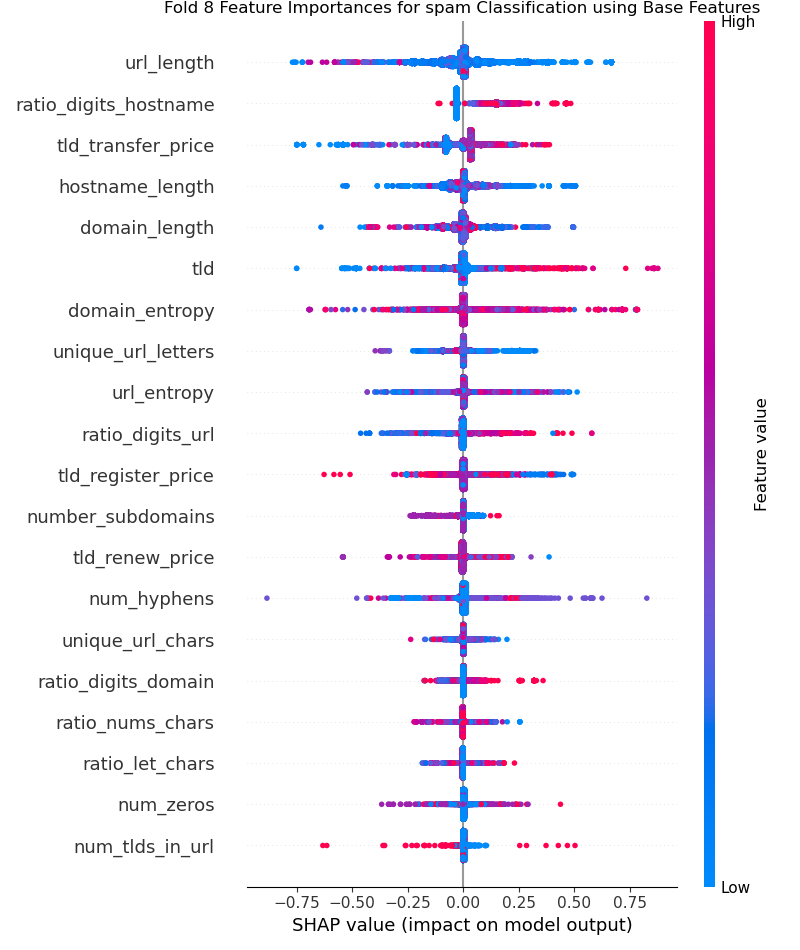 Fold 8 Feature Importances for spam Classification using Base Features
High
url_length
ratio_digits_hostname
tld_transfer_price
hostname_length
domain_length
tld
domain_entropy
unique_url_letters
url_entropy
ratio_digits_url
tld_register_price
number_subdomains
tld_renew_price
num_hyphens
unique_url_chars
ratio_digits_domain
ratio_nums_chars
ratio_let_chars
num_zeros
num_tlds_in_url
Feature value
Low
−0.75 −0.50 −0.25 0.00 0.25 0.50 0.75
SHAP value (impact on model output)